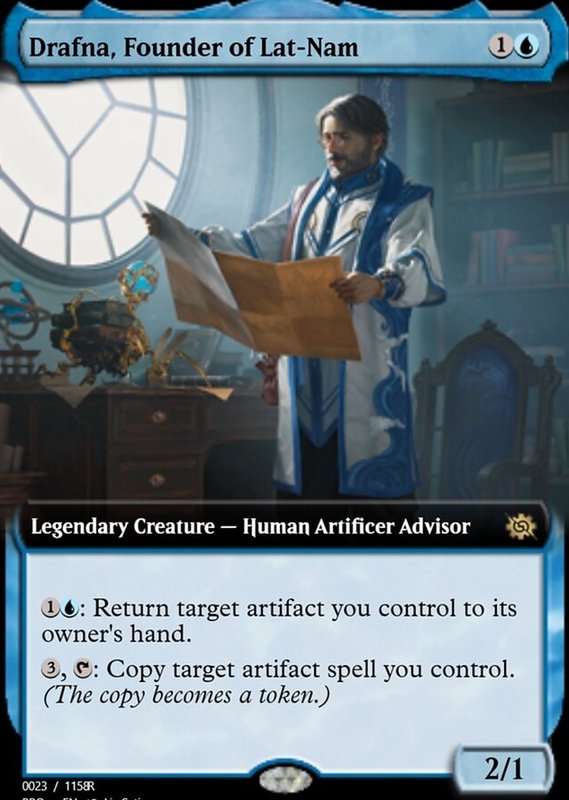 Drafna, Founder of Lat-Nam 1
Legendary Creature — Human Artificer Advisor
1: Return target artifact you control to its
owner's hand.
3, : Copy target artifact spell you control.
(The copy becomes a token.)
2/1
0023 / 1158R